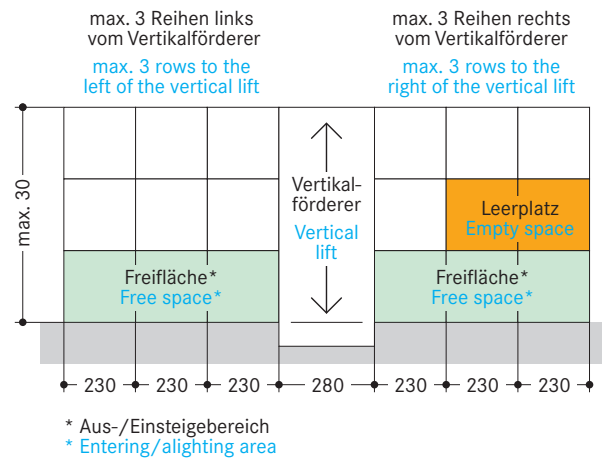 max. 3 Reihen links
vom Vertikalförderer
max. 3 rows to the
left of the vertical lift
max. 3 Reihen rechts
vom Vertikalförderer
max. 3 rows to the
right of the vertical lift
max. 30
Vertikal-
förderer
Vertical
lift
Leerplatz
Empty space
Freifläche*
Free space*
Freifläche*
Free space*
230 230 230 280 230 230 230
* Aus-/Einsteigebereich
* Entering/alighting area